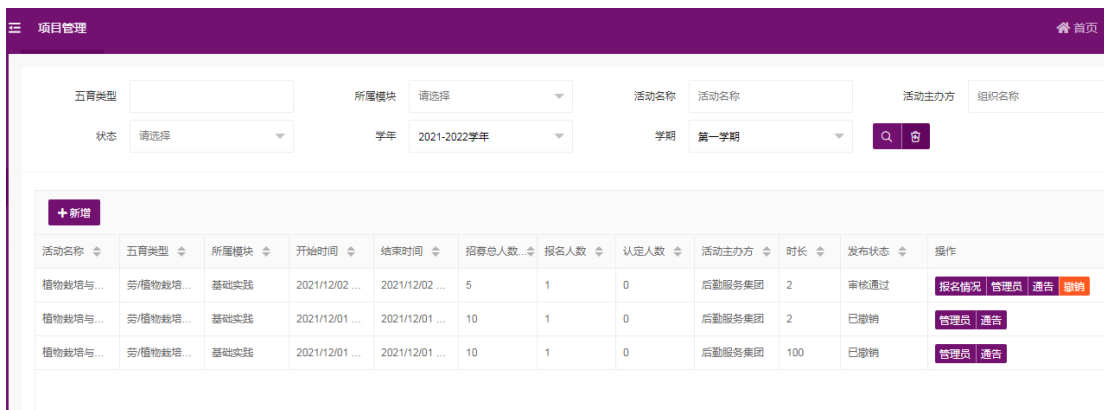 项目管理 首页
五育类型 所属模块 请选择 活动名称 活动名称 活动主办方 组织名称
状态 请选择 学年 2021-2022学年 学期 第一学期
+新增
活动名称 五育类型 所属模块 开始时间 结束时间 招募总人数... 报名人数 认定人数 活动主办方 时长 发布状态 操作
植物栽培与... 劳/植物栽培... 基础实践 2021/12/02 ... 2021/12/02 ... 5 1 0 后勤服务集团 2 审核通过 报名情况 管理员 通告 撤销
植物栽培与... 劳/植物栽培... 基础实践 2021/12/01 ... 2021/12/01 ... 10 1 0 后勤服务集团 2 已撤销 管理员 通告
植物栽培与... 劳/植物栽培... 基础实践 2021/12/01 ... 2021/12/01 ... 10 1 0 后勤服务集团 100 已撤销 管理员 通告